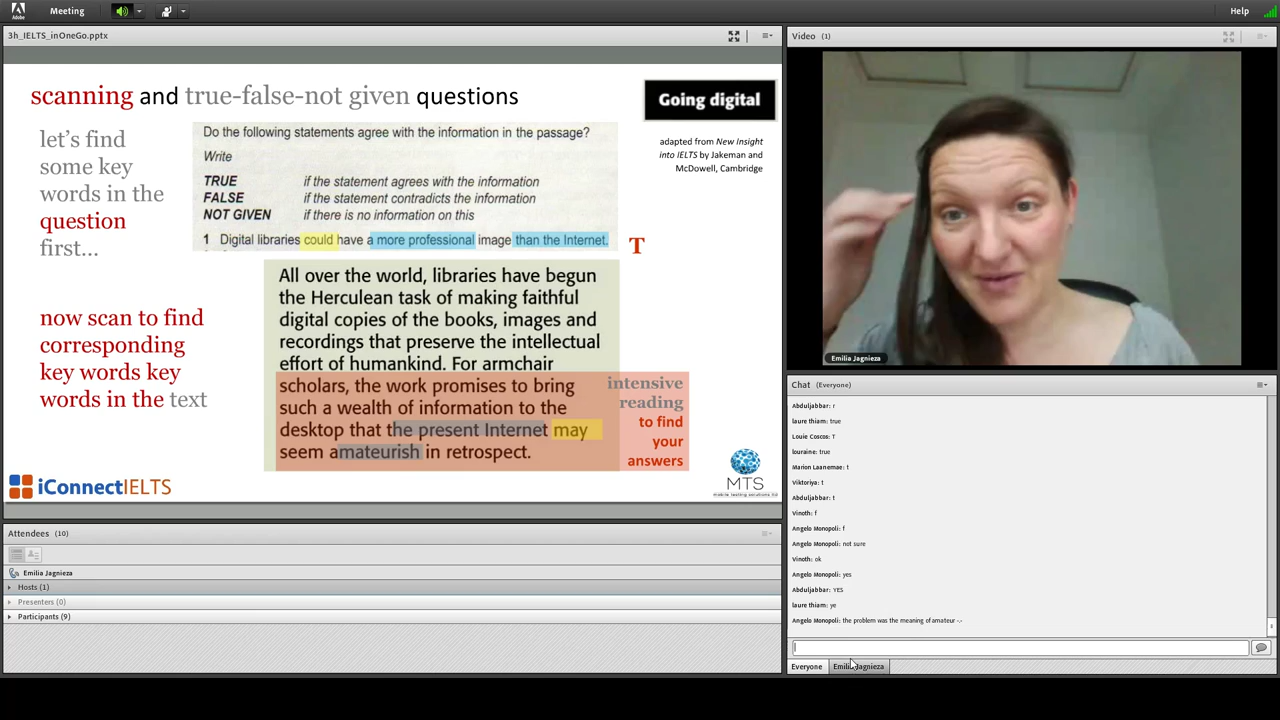 Meeting
Help
3h_IELTS_inOneGo.pptx
scanning and true-false-not given questions
let's find
some key
words in the
question
first...
Do the following statements agree with the information in the passage?
Write
TRUE if the statement agrees with the information
FALSE if the statement contradicts the information
NOT GIVEN if there is no information on this
1 Digital libraries could have a more professional image than the Internet.
T
Going digital
adapted from New Insight
into IELTS by Jakeman and
McDowell, Cambridge
now scan to find
corresponding
key words key
words in the text
All over the world, libraries have begun
the Herculean task of making faithful
digital copies of the books, images and
recordings that preserve the intellectual
effort of humankind. For armchair
scholars, the work promises to bring
such a wealth of information to the
desktop that the present Internet may
seem amateurish in retrospect.
intensive
reading
to find
your
answers
iConnectIELTS
MTS
mobile testing solutions ltd
Attendees (10)
Emilia Jagnieza
Hosts (1)
Presenters (0)
Participants (9)
Video (1)
Emilia Jagnieza
Chat (Everyone)
Abduljabbar: r
laure thiam: true
Louie Coscos: T
louraine: true
Marion Laanemae: t
Viktoriya: t
Abduljabbar: t
Vinoth: f
Angelo Monopoli: f
Angelo Monopoli: not sure
Vinoth: ok
Angelo Monopoli: yes
Abduljabbar: YES
laure thiam: ye
Angelo Monopoli: the problem was the meaning of amateur -.-
Everyone
Emilia Jagnieza
Adobe